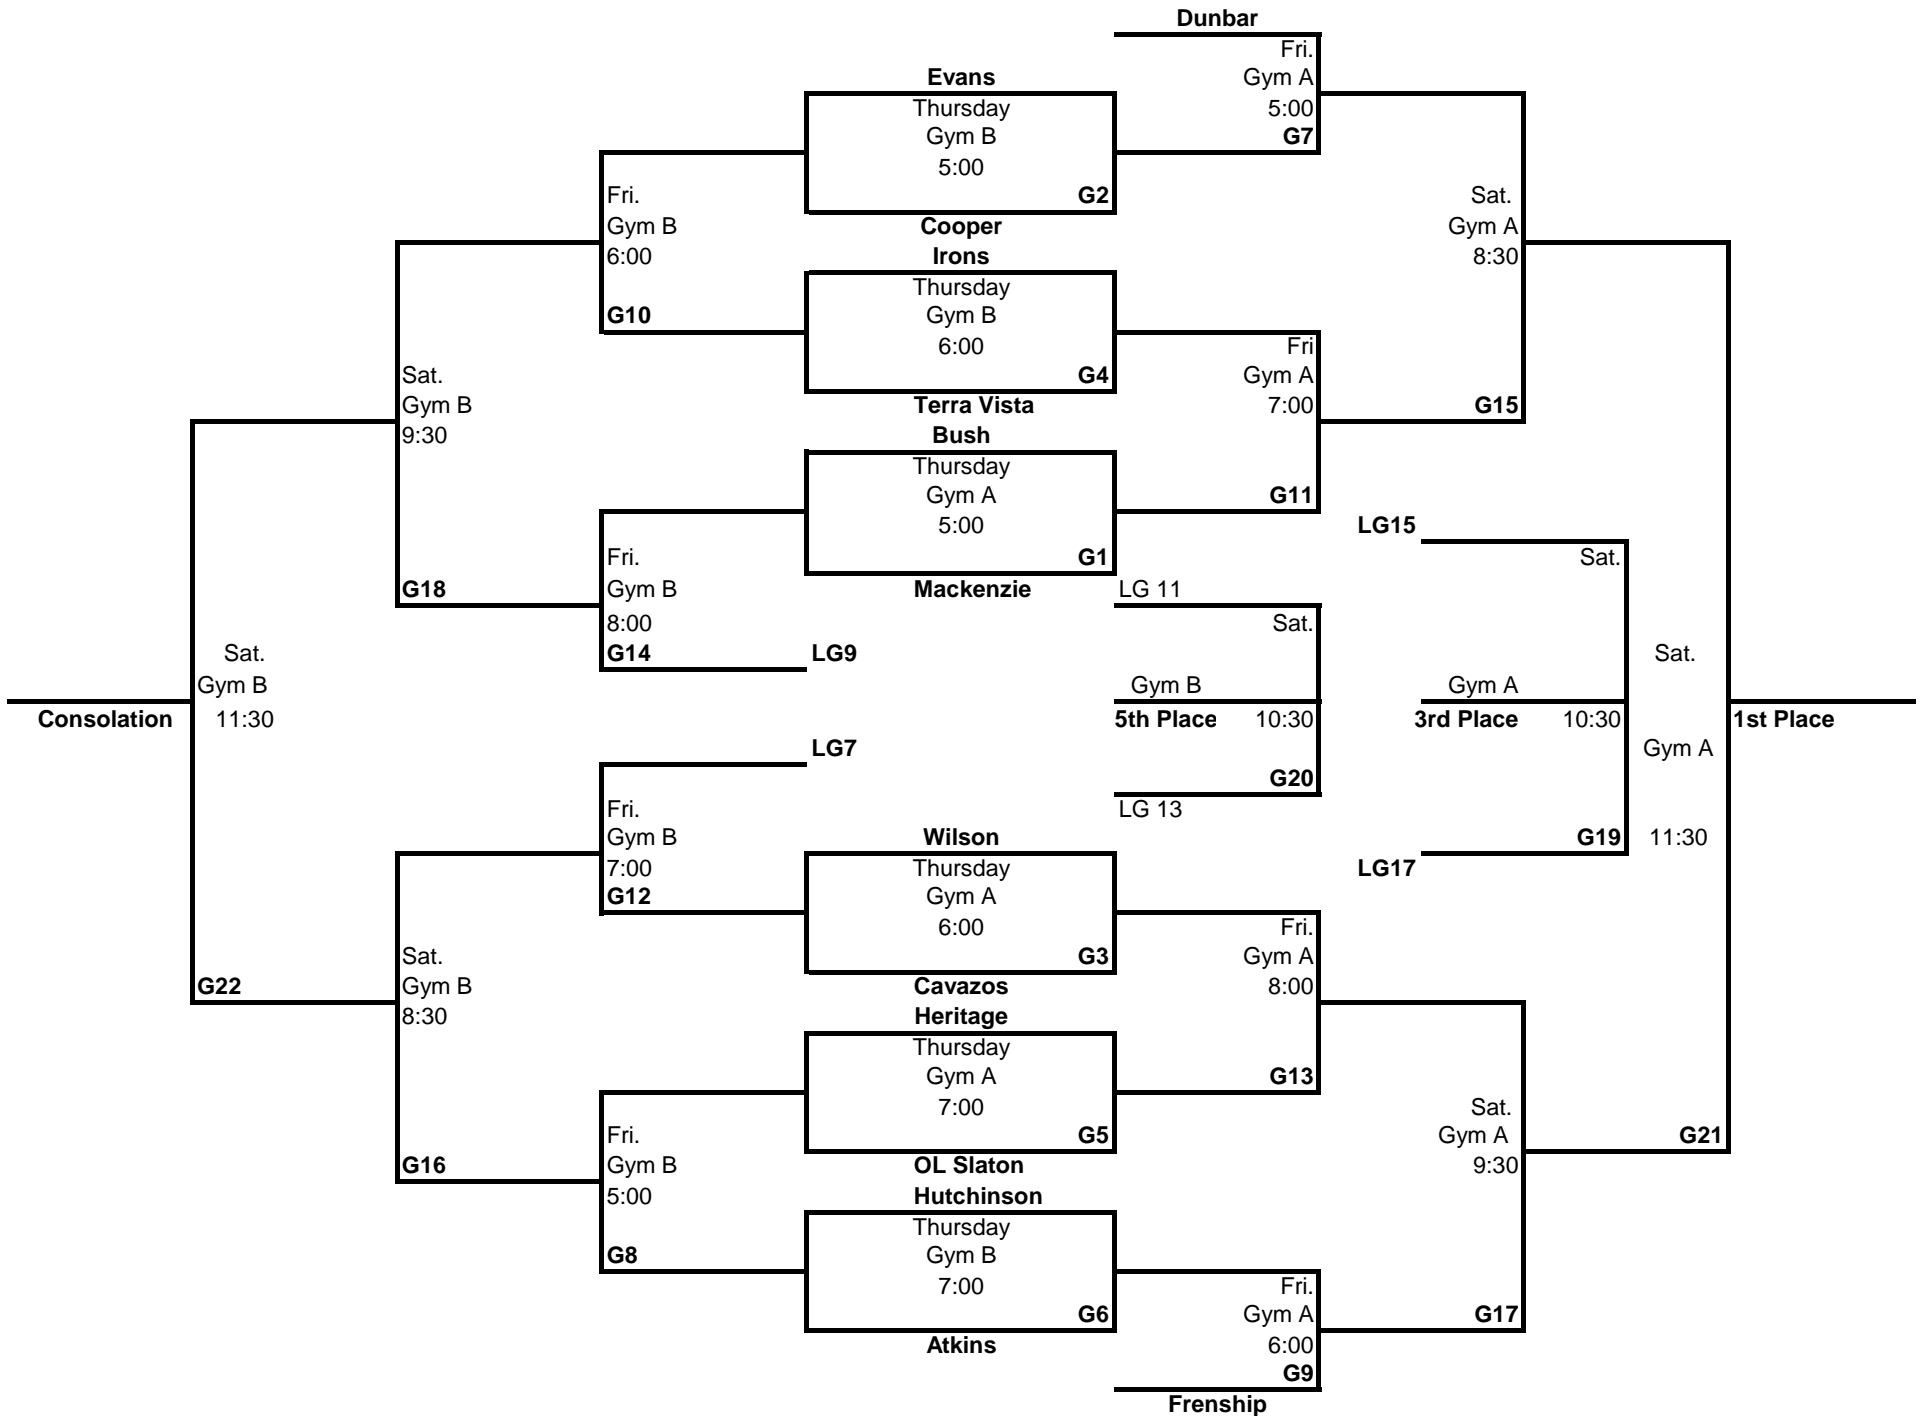 Dunbar
Fri.
Gym A
5:00
G7
Evans
Thursday
Gym B
5:00
G2
Cooper
Fri.
Gym B
6:00
G10
Sat.
Gym A
8:30
G15
Irons
Thursday
Gym B
6:00
G4
Terra Vista
Fri
Gym A
7:00
G11
Sat.
Gym B
9:30
G18
Bush
Thursday
Gym A
5:00
G1
Mackenzie
Fri.
Gym B
8:00
G14
LG9
LG 11
Sat.
Gym B
5th Place 10:30
G20
LG 13
LG15
Sat.
Gym A
3rd Place 10:30
G19
LG17
Sat.
Gym A
11:30
1st Place
G21
Sat.
Gym B
Consolation 11:30
G22
LG7
Fri.
Gym B
7:00
G12
Wilson
Thursday
Gym A
6:00
G3
Cavazos
Fri.
Gym A
8:00
G13
Sat.
Gym B
8:30
G16
Heritage
Thursday
Gym A
7:00
G5
OL Slaton
Fri.
Gym B
5:00
G8
Sat.
Gym A
9:30
G17
Hutchinson
Thursday
Gym B
7:00
G6
Atkins
Fri.
Gym A
6:00
G9
Frenship